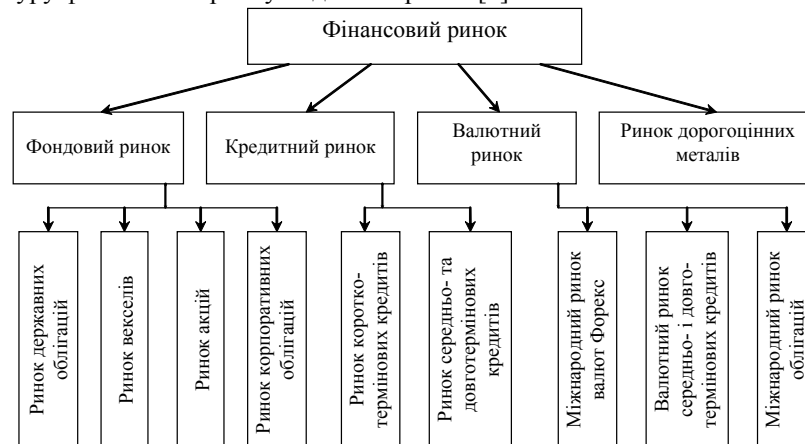 Фінансовий ринок
Фондовий ринок
Кредитний ринок
Валютний
ринок
Ринок дорогоцінних
металів
Ринок державних
облігацій
Ринок векселів
Ринок акцій
Ринок корпоративних
облігацій
Ринок коротко-
термінових кредитів
Ринок середньо- та
довготермінових
кредитів
Міжнародний ринок
валют Форекс
Валютний ринок
середньо- і довго-
термінових кредитів
Міжнародний ринок
облігацій